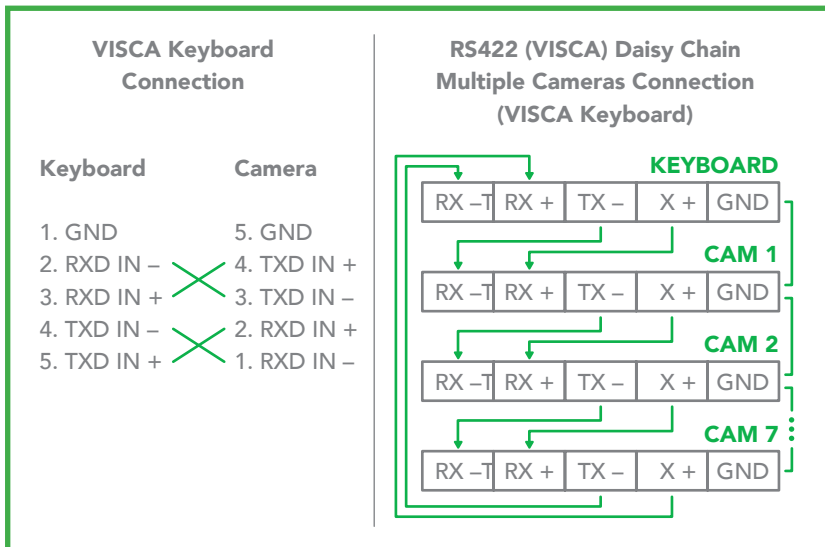 VISCA Keyboard
Connection
Keyboard Camera
1. GND 5. GND
2. RXD IN – 4. TXD IN +
3. RXD IN + 3. TXD IN –
4. TXD IN – 2. RXD IN +
5. TXD IN + 1. RXD IN –
RS422 (VISCA) Daisy Chain
Multiple Cameras Connection
(VISCA Keyboard)
KEYBOARD
RX –T RX + TX – X + GND
CAM 1
RX –T RX + TX – X + GND
CAM 2
RX –T RX + TX – X + GND
CAM 7
RX –T RX + TX – X + GND